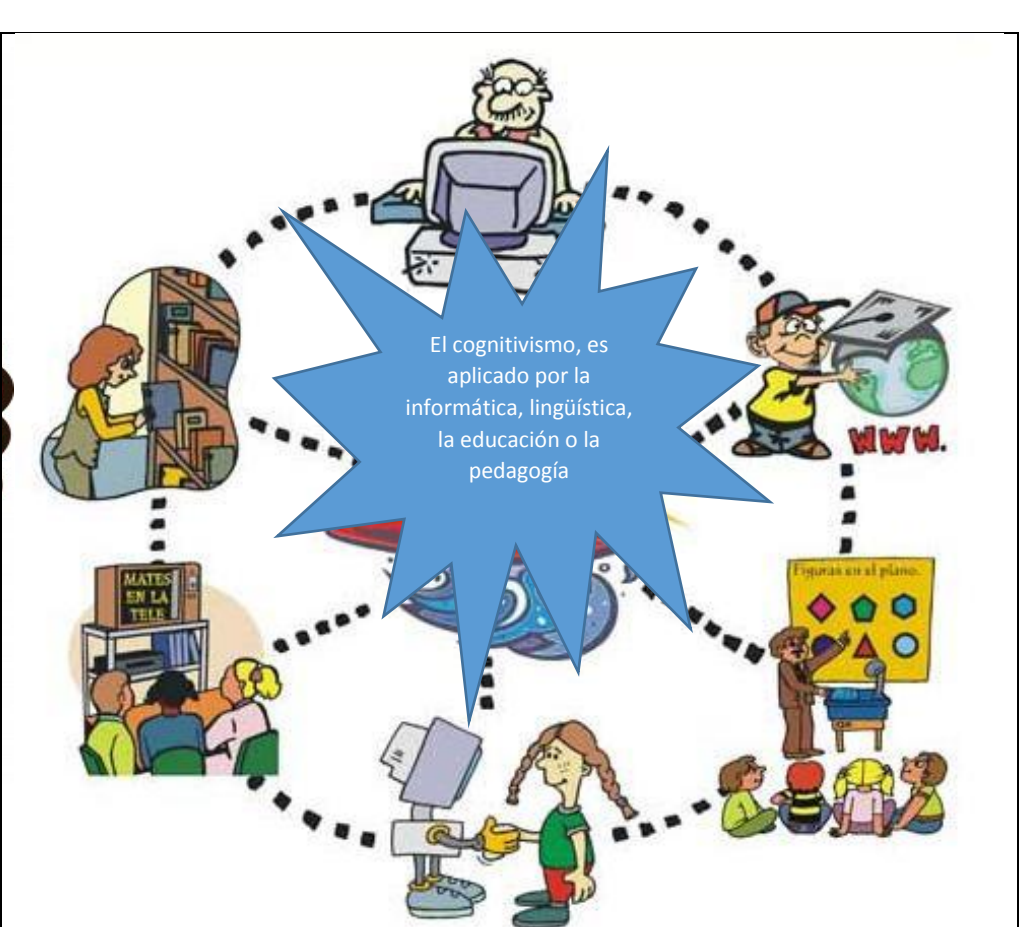 El cognitivismo, es
aplicado por la
informática, lingüística,
la educación o la
pedagogía
WWW.
MATES
EN LA
TELE
Figuras en el plano.